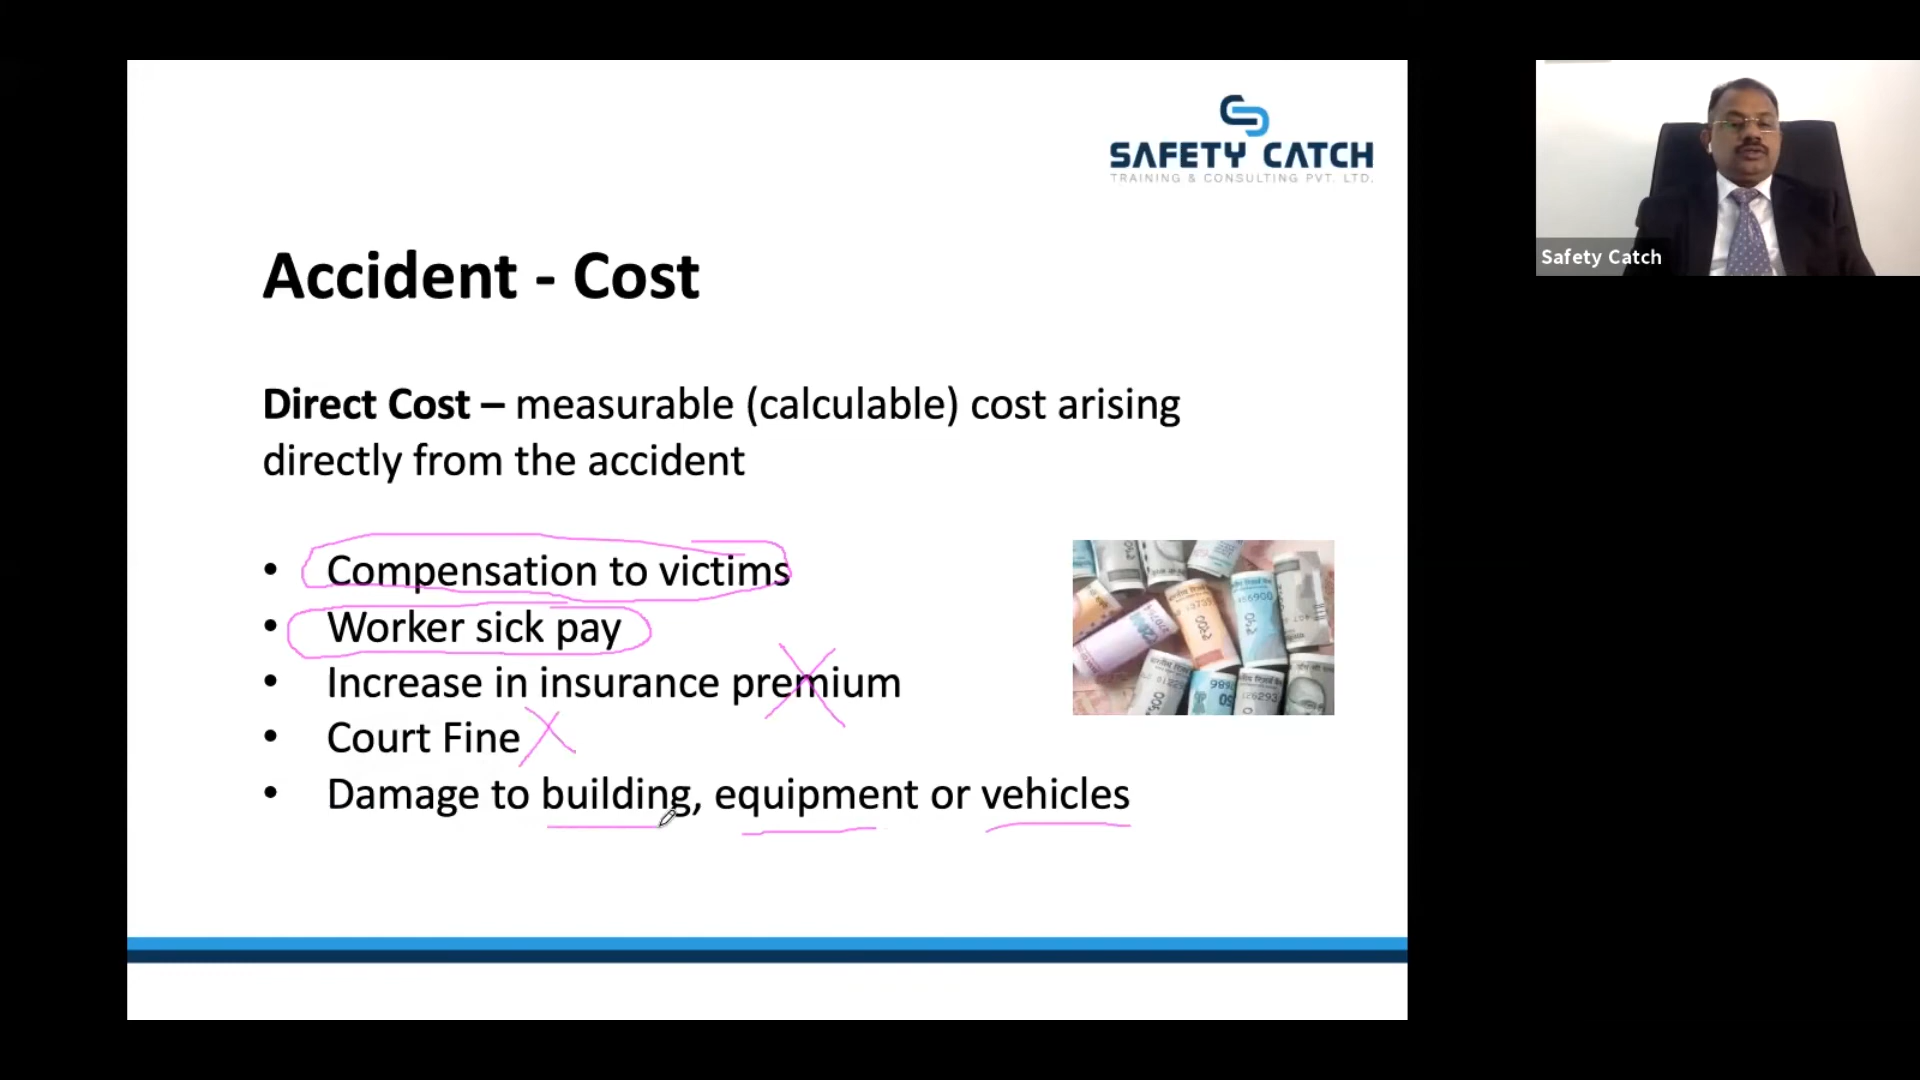 SAFETY CATCH
TRAINING & CONSULTING PVT. LTD.
Safety Catch
Accident - Cost
Direct Cost – measurable (calculable) cost arising
directly from the accident
• Compensation to victims
• Worker sick pay
• Increase in insurance premium
• Court Fine
• Damage to building, equipment or vehicles